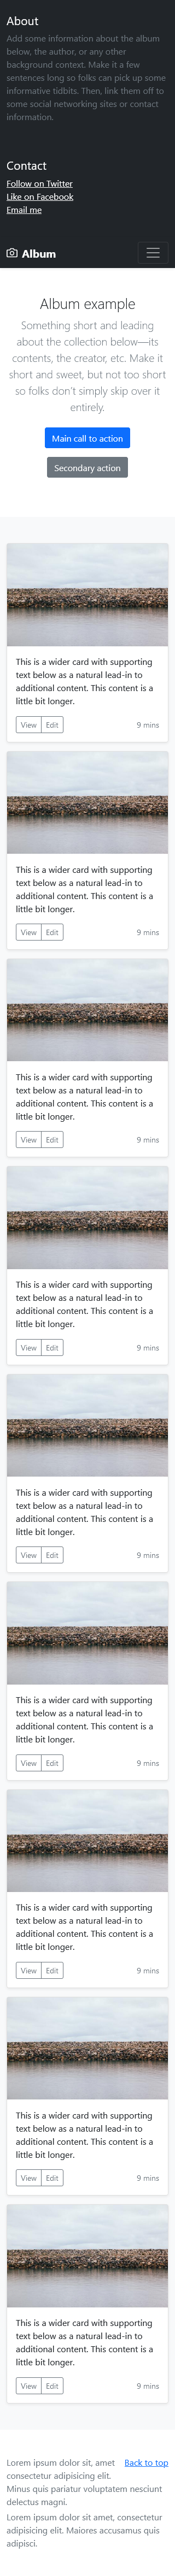 About
Add some information about the album
below, the author, or any other
background context. Make it a few
sentences long so folks can pick up some
informative tidbits. Then, link them off to
some social networking sites or contact
information.
Contact
Follow on Twitter
Like on Facebook
Email me
Album
Album example
Something short and leading
about the collection below—its
contents, the creator, etc. Make it
short and sweet, but not too short
so folks don't simply skip over it
entirely.
Main call to action
Secondary action
This is a wider card with supporting
text below as a natural lead-in to
additional content. This content is a
little bit longer.
View Edit 9 mins
This is a wider card with supporting
text below as a natural lead-in to
additional content. This content is a
little bit longer.
View Edit 9 mins
This is a wider card with supporting
text below as a natural lead-in to
additional content. This content is a
little bit longer.
View Edit 9 mins
This is a wider card with supporting
text below as a natural lead-in to
additional content. This content is a
little bit longer.
View Edit 9 mins
This is a wider card with supporting
text below as a natural lead-in to
additional content. This content is a
little bit longer.
View Edit 9 mins
This is a wider card with supporting
text below as a natural lead-in to
additional content. This content is a
little bit longer.
View Edit 9 mins
This is a wider card with supporting
text below as a natural lead-in to
additional content. This content is a
little bit longer.
View Edit 9 mins
This is a wider card with supporting
text below as a natural lead-in to
additional content. This content is a
little bit longer.
View Edit 9 mins
This is a wider card with supporting
text below as a natural lead-in to
additional content. This content is a
little bit longer.
View Edit 9 mins
Lorem ipsum dolor sit, amet Back to top
consectetur adipisicing elit.
Minus quis pariatur voluptatem nesciunt
delectus magni.
Lorem ipsum dolor sit amet, consectetur
adipisicing elit. Maiores accusamus quis
adipisci.